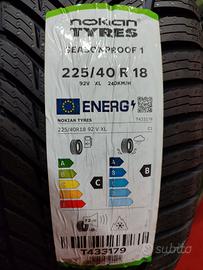 nokian
TYRES
SEASONPROOF 1
225/40 R 18
92V XL 240KM/H
ENERG
NOKIAN TYRES
T433179
225/40R18 92 V XL
C1
A
B
C
D
E
A
B
C
D
E
C
B
72 dB
T433179
subito